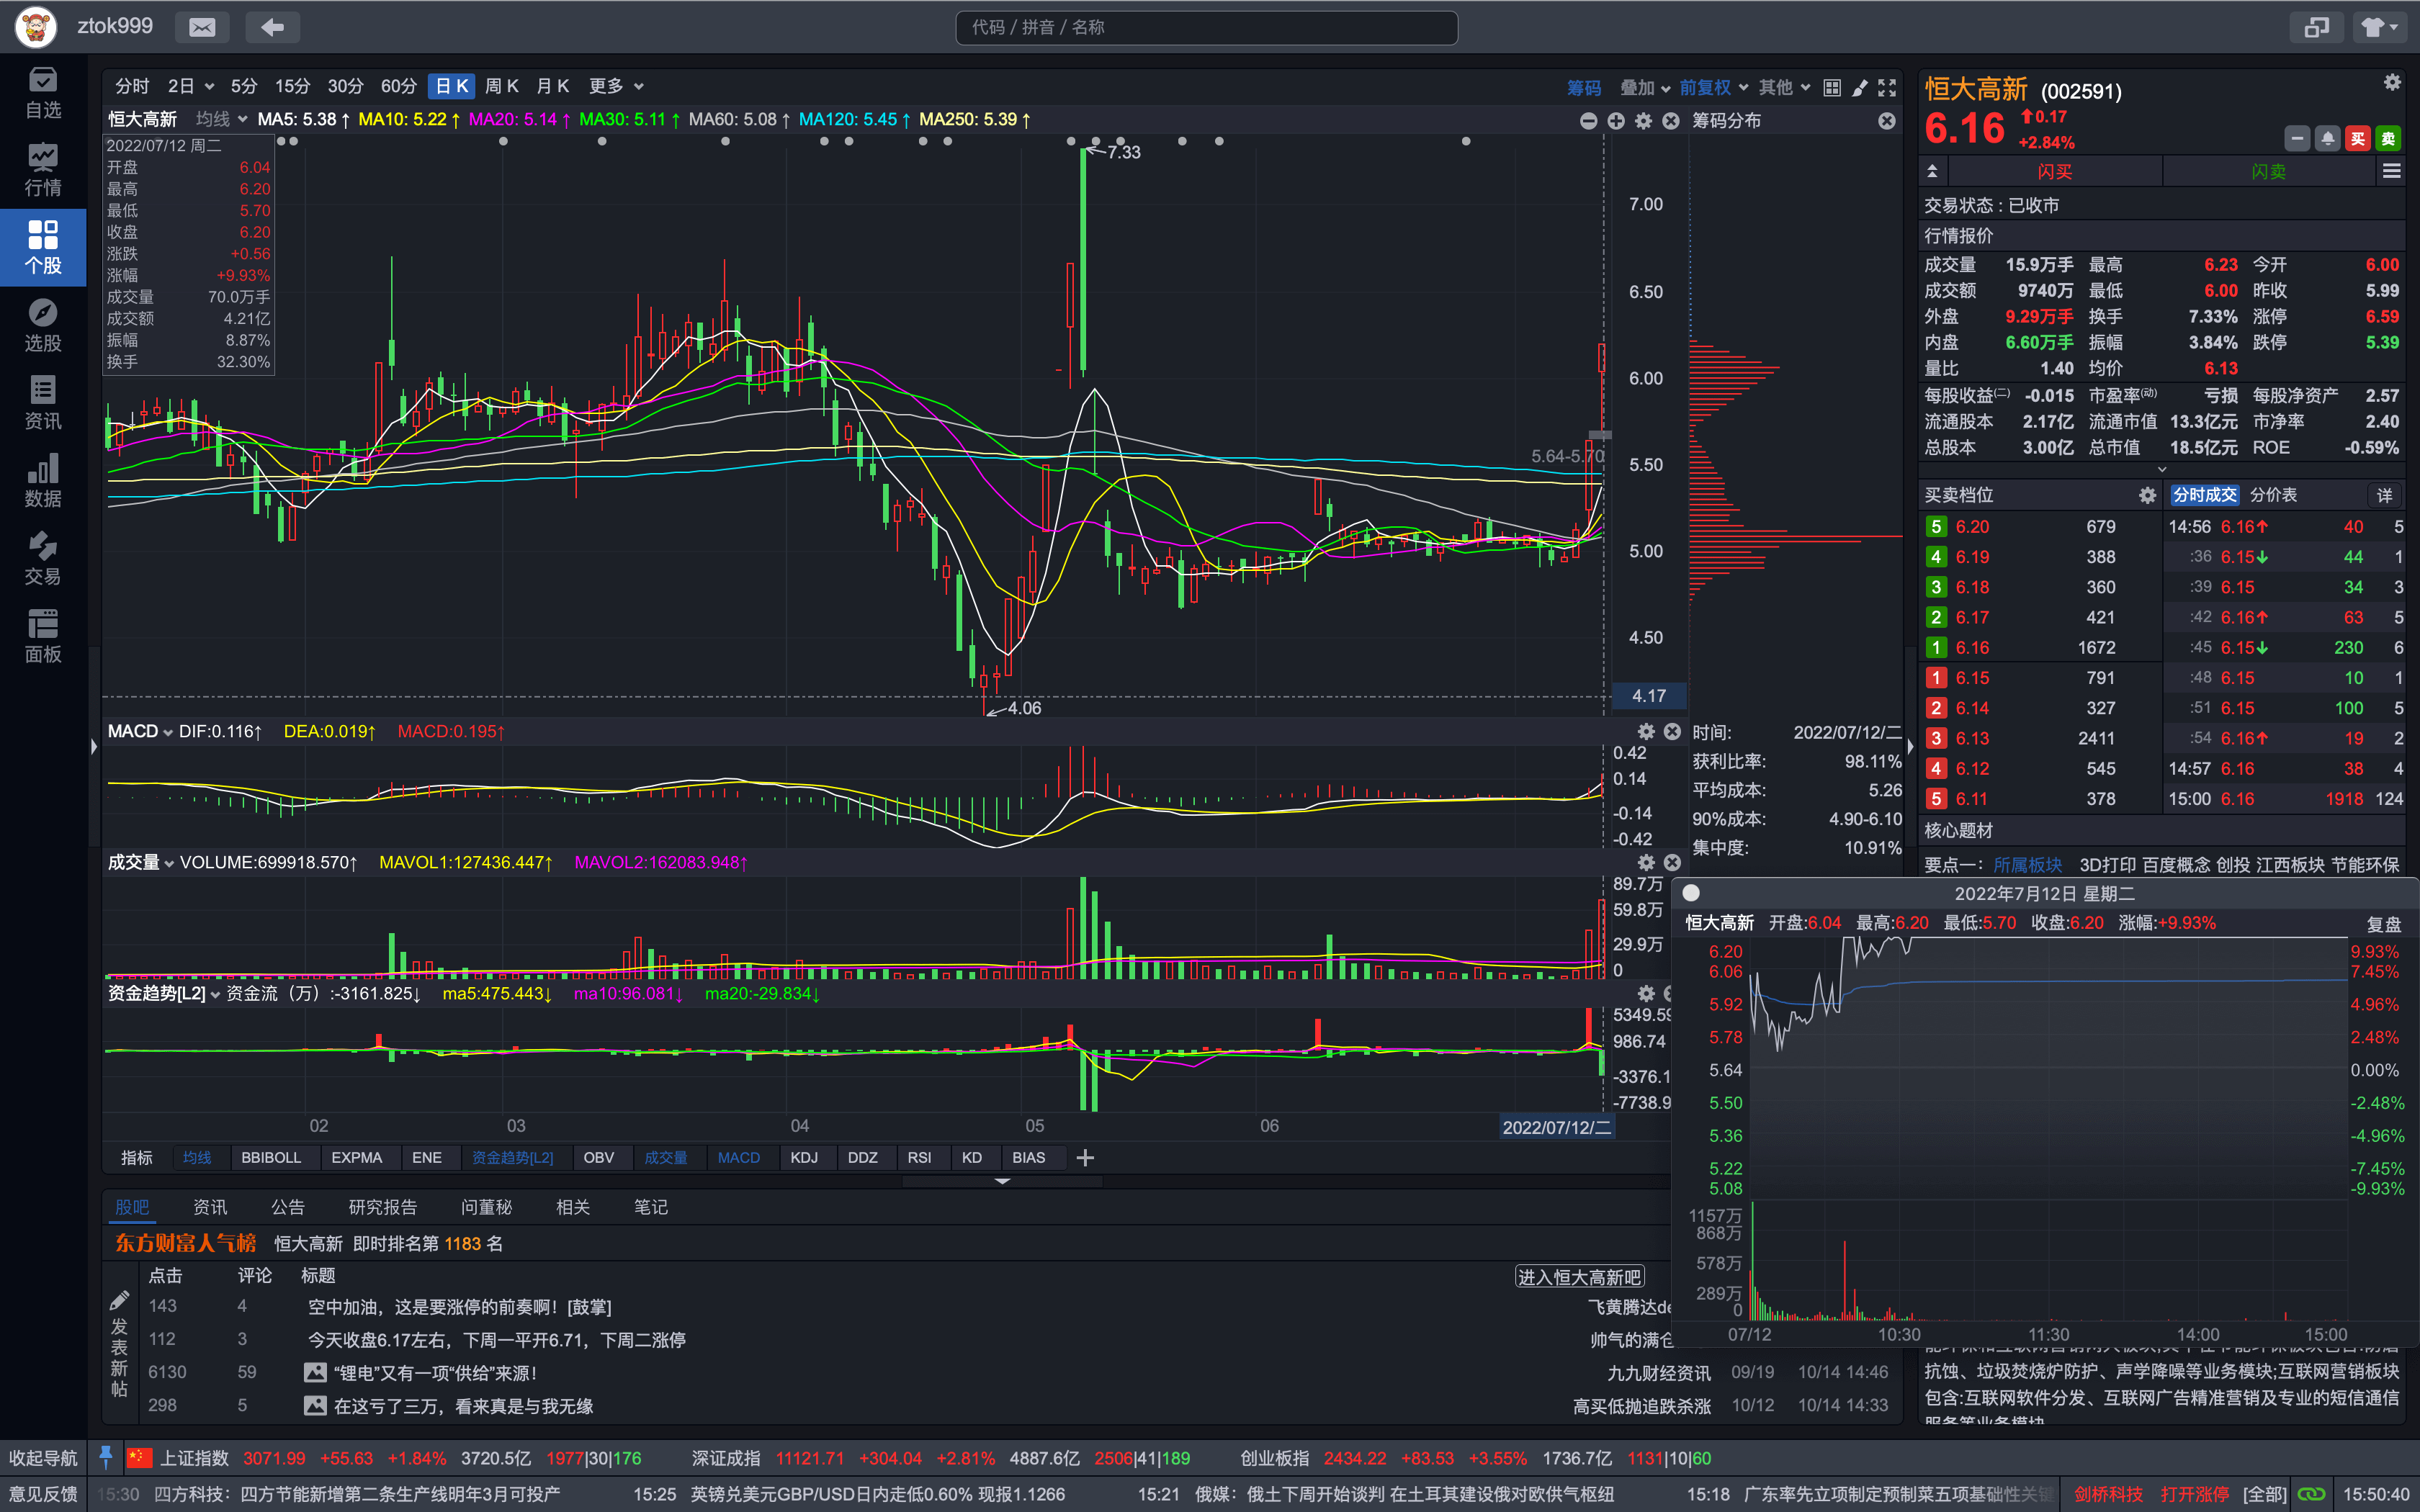 ztok999
代码 / 拼音 / 名称
自选
行情
个股
选股
资讯
数据
交易
面板
分时 2日 5分 15分 30分 60分 日K 周K 月K 更多 筹码 叠加 前复权 其他
恒大高新 均线 MA5: 5.38↑ MA10: 5.22↑ MA20: 5.14↑ MA30: 5.11↑ MA60: 5.08↑ MA120: 5.45↑ MA250: 5.39↑
筹码分布
2022/07/12 周二
开盘 6.04
最高 6.20
最低 5.70
收盘 6.20
涨跌 +0.56
涨幅 +9.93%
成交量 70.0万手
成交额 4.21亿
振幅 8.87%
换手 32.30%
7.33
7.00
6.50
6.00
5.64-5.70
5.50
5.00
4.50
4.17
4.06
MACD DIF:0.116↑ DEA:0.019↑ MACD:0.195↑
0.42
0.14
-0.14
-0.42
时间: 2022/07/12/二
获利比率: 98.11%
平均成本: 5.26
90%成本: 4.90-6.10
集中度: 10.91%
成交量 VOLUME:699918.570↑ MAVOL1:127436.447↑ MAVOL2:162083.948↑
89.7万
59.8万
29.9万
0
资金趋势[L2] 资金流（万）:-3161.825↓ ma5:475.443↓ ma10:96.081↓ ma20:-29.834↓
5349.59
986.74
-3376.1
-7738.9
02 03 04 05 06 2022/07/12/二
指标 均线 BBIBOLL EXPMA ENE 资金趋势[L2] OBV 成交量 MACD KDJ DDZ RSI KD BIAS
股吧 资讯 公告 研究报告 问董秘 相关 笔记
东方财富人气榜 恒大高新 即时排名第 1183 名
点击 评论 标题 进入恒大高新吧
发表新帖
143 4 空中加油，这是要涨停的前奏啊！[鼓掌] 飞黄腾达de
112 3 今天收盘6.17左右，下周一平开6.71，下周二涨停 帅气的满仓
6130 59 “锂电”又有一项“供给”来源！ 九九财经资讯 09/19 10/14 14:46
298 5 在这亏了三万，看来真是与我无缘 高买低抛追跌杀涨 10/12 10/14 14:33
恒大高新 (002591)
6.16 0.17
+2.84%
买 卖
闪买 闪卖
交易状态：已收市
行情报价
成交量 15.9万手 最高 6.23 今开 6.00
成交额 9740万 最低 6.00 昨收 5.99
外盘 9.29万手 换手 7.33% 涨停 6.59
内盘 6.60万手 振幅 3.84% 跌停 5.39
量比 1.40 均价 6.13
每股收益(二) -0.015 市盈率(动) 亏损 每股净资产 2.57
流通股本 2.17亿 流通市值 13.3亿元 市净率 2.40
总股本 3.00亿 总市值 18.5亿元 ROE -0.59%
买卖档位 分时成交 分价表 详
5 6.20 679 14:56 6.16↑ 40 5
4 6.19 388 :36 6.15↓ 44 1
3 6.18 360 :39 6.15 34 3
2 6.17 421 :42 6.16↑ 63 5
1 6.16 1672 :45 6.15↓ 230 6
1 6.15 791 :48 6.15 10 1
2 6.14 327 :51 6.15 100 5
3 6.13 2411 :54 6.16↑ 19 2
4 6.12 545 14:57 6.16 38 4
5 6.11 378 15:00 6.16 1918 124
核心题材
要点一： 所属板块 3D打印 百度概念 创投 江西板块 节能环保
2022年7月12日 星期二
恒大高新 开盘:6.04 最高:6.20 最低:5.70 收盘:6.20 涨幅:+9.93% 复盘
6.20 9.93%
6.06 7.45%
5.92 4.96%
5.78 2.48%
5.64 0.00%
5.50 -2.48%
5.36 -4.96%
5.22 -7.45%
5.08 -9.93%
1157万
868万
578万
289万
0
07/12 10:30 11:30 14:00 15:00
抗蚀、垃圾焚烧炉防护、声学降噪等业务模块;互联网营销板块
包含:互联网软件分发、互联网广告精准营销及专业的短信通信
服务等业务模块
收起导航 上证指数 3071.99 +55.63 +1.84% 3720.5亿 1977|30|176 深证成指 11121.71 +304.04 +2.81% 4887.6亿 2506|41|189 创业板指 2434.22 +83.53 +3.55% 1736.7亿 1131|10|60
意见反馈 15:30 四方科技：四方节能新增第二条生产线明年3月可投产 15:25 英镑兑美元GBP/USD日内走低0.60% 现报1.1266 15:21 俄媒：俄土下周开始谈判 在土耳其建设俄对欧供气枢纽 15:18 广东率先立项制定预制菜五项基础性关键 剑桥科技 打开涨停 [全部] 15:50:40